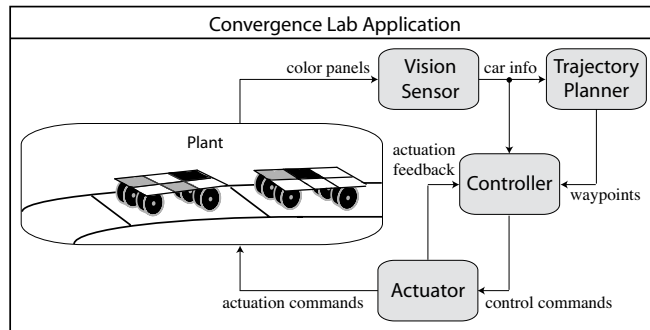 Convergence Lab Application
color panels
Vision
Sensor
car info
Trajectory
Planner
Plant
actuation
feedback
Controller
waypoints
actuation commands
Actuator
control commands